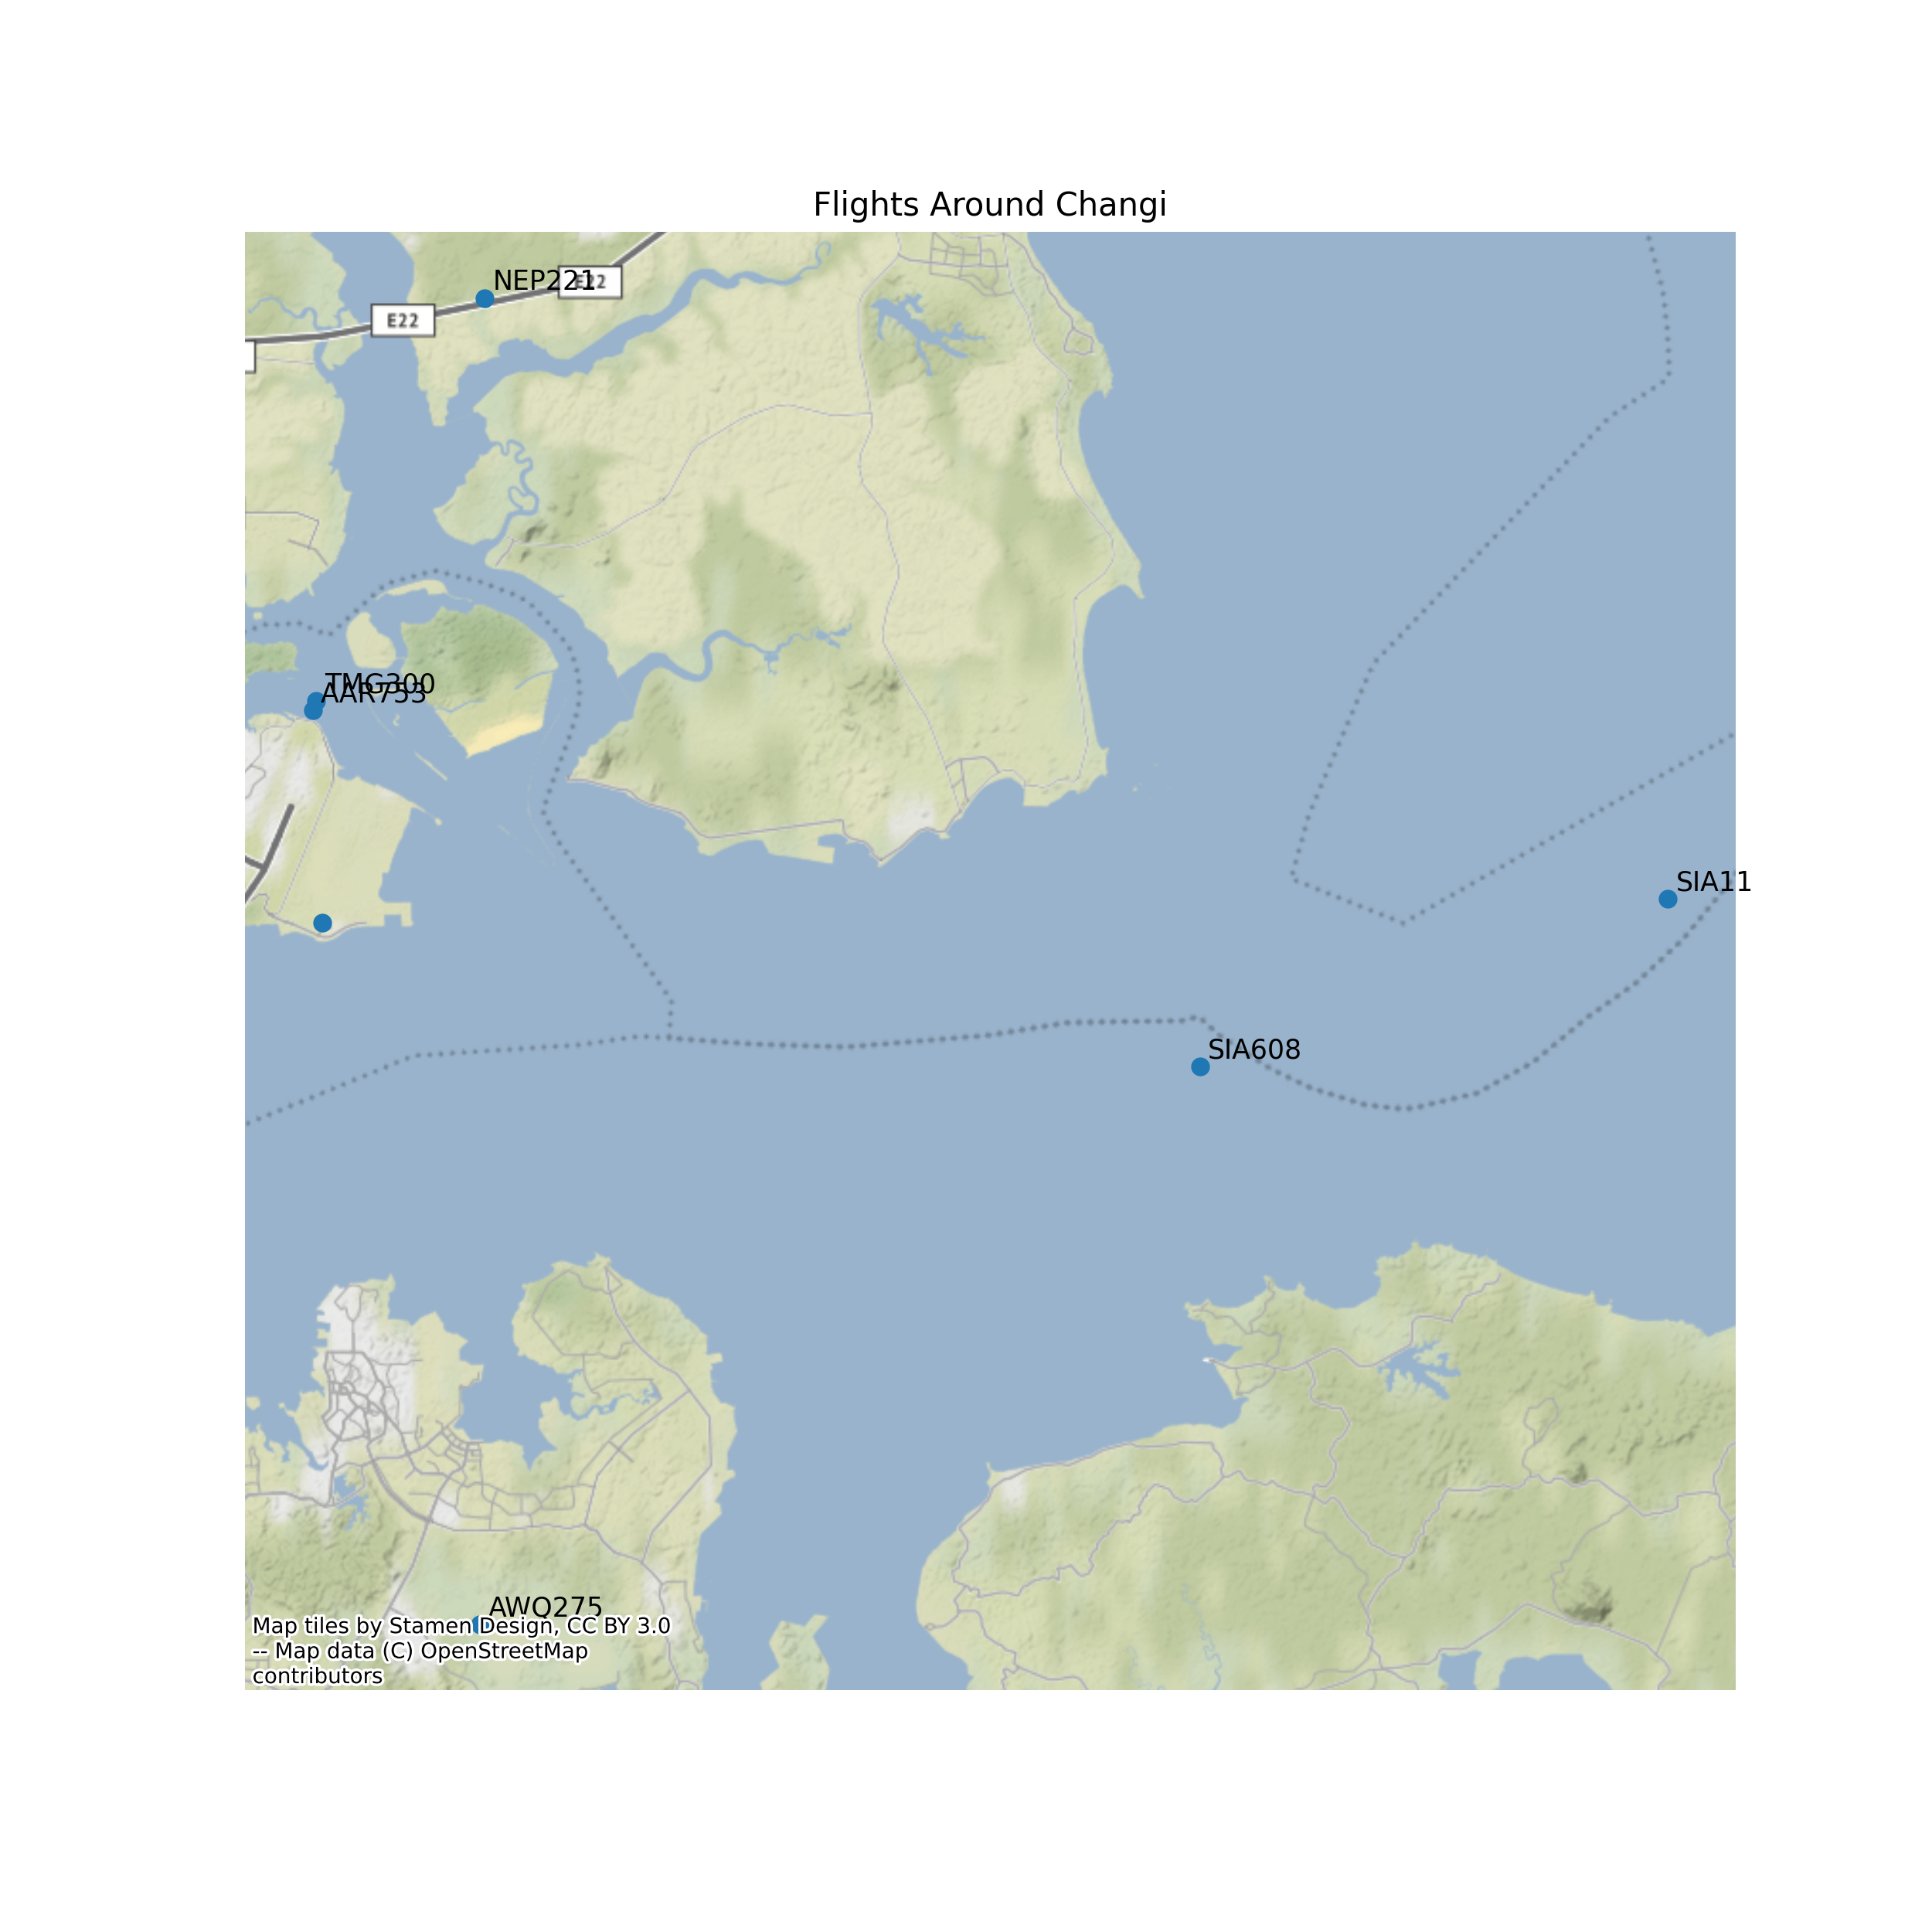 Flights Around Changi
NEP221
E22
E22
TMG300
AAR753
SIA11
SIA608
AWQ275
Map tiles by Stamen Design, CC BY 3.0
-- Map data (C) OpenStreetMap
contributors